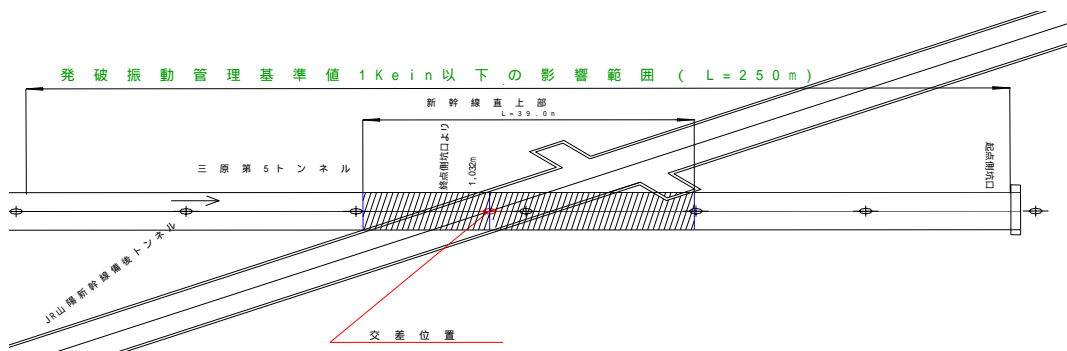 発破振動管理基準値1Kein以下の影響範囲(L=250m)
新幹線直上部
L=39.0m
終点側坑口より
1,032m
起点側坑口
三原第5トンネル
JR山陽新幹線備後トンネル
交差位置